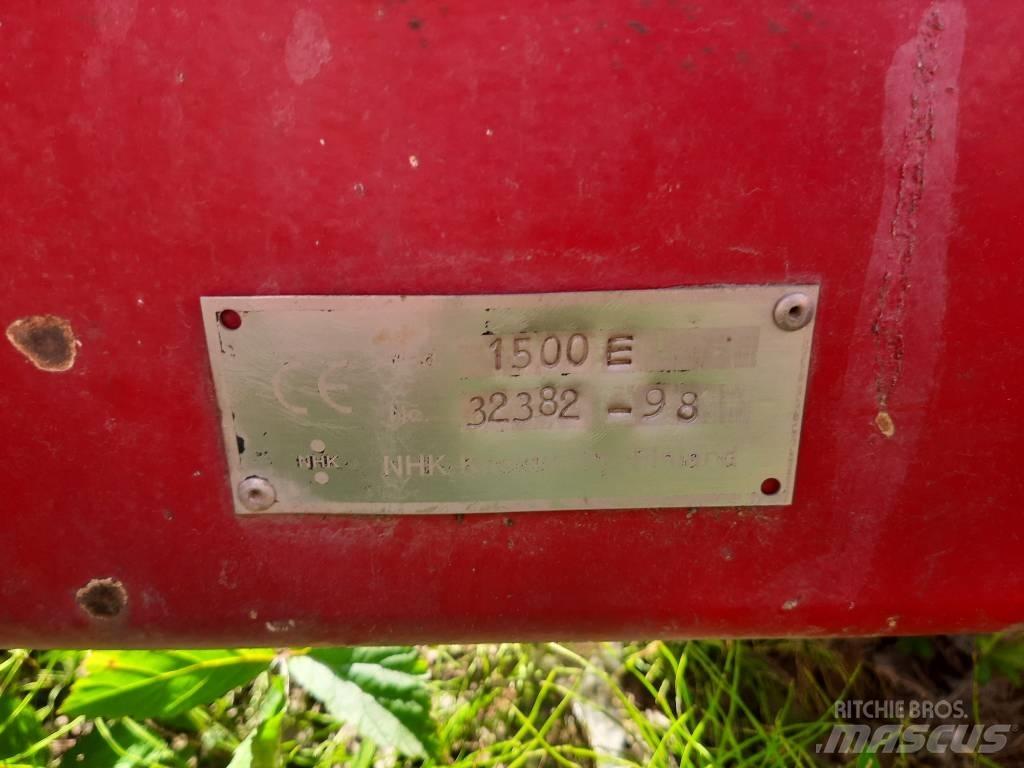 1500 E
CE
No. 32382 - 98
NHK NHK
RITCHIE BROS.
MASCUS